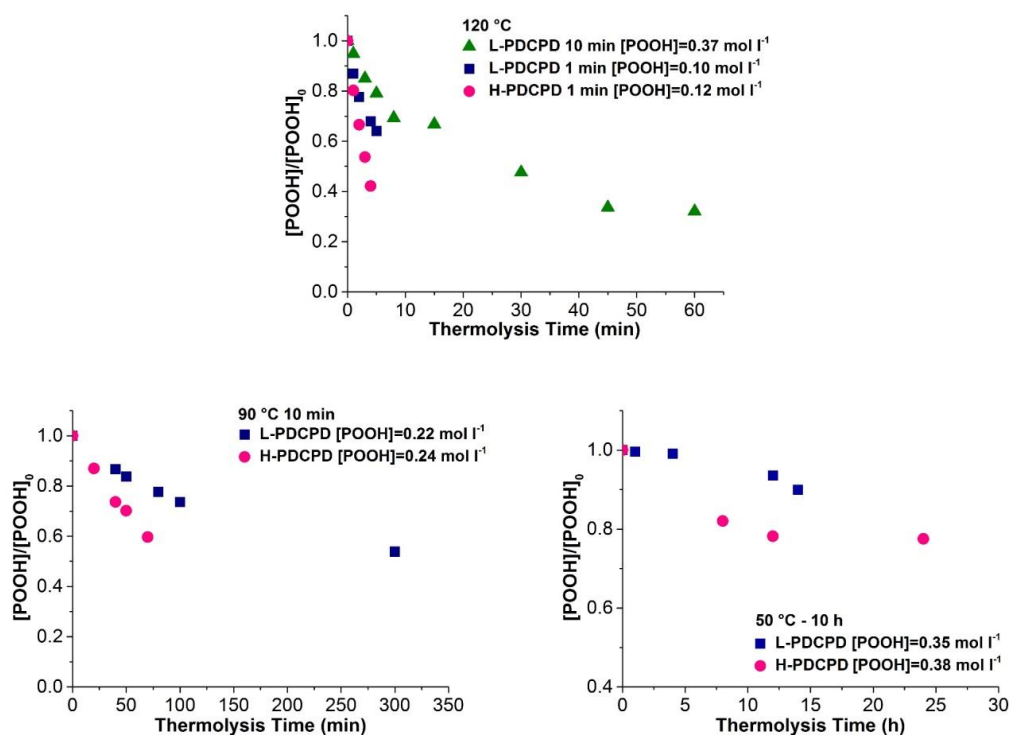 120 °C
L-PDCPD 10 min [POOH]=0.37 mol l⁻¹
L-PDCPD 1 min [POOH]=0.10 mol l⁻¹
H-PDCPD 1 min [POOH]=0.12 mol l⁻¹
[POOH]/[POOH]₀
1.0
0.8
0.6
0.4
0.2
0.0
0 10 20 30 40 50 60
Thermolysis Time (min)
90 °C 10 min
L-PDCPD [POOH]=0.22 mol l⁻¹
H-PDCPD [POOH]=0.24 mol l⁻¹
[POOH]/[POOH]₀
1.0
0.8
0.6
0.4
0.2
0.0
0 50 100 150 200 250 300 350
Thermolysis Time (min)
[POOH]/[POOH]₀
1.0
0.8
0.6
0.4
50 °C - 10 h
L-PDCPD [POOH]=0.35 mol l⁻¹
H-PDCPD [POOH]=0.38 mol l⁻¹
0 5 10 15 20 25 30
Thermolysis Time (h)